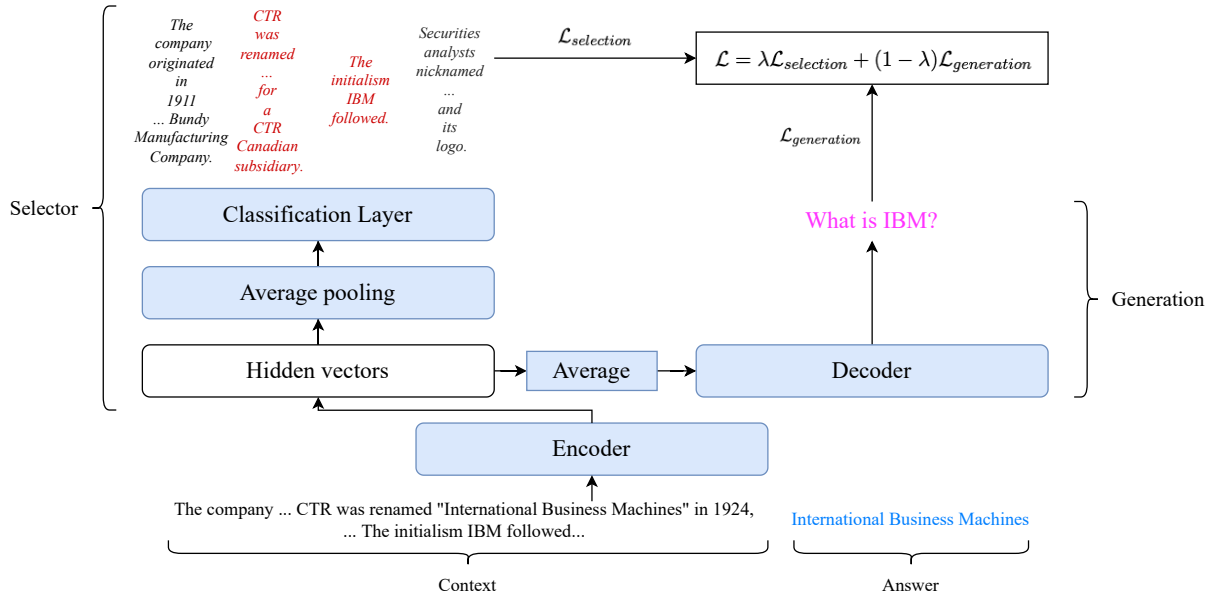 The
company
originated
in
1911
... Bundy
Manufacturing
Company.
CTR
was
renamed
...
for
a
CTR
Canadian
subsidiary.
The
initialism
IBM
followed.
Securities
analysts
nicknamed
...
and
its
logo.
ℒselection
ℒ = λℒselection + (1 − λ)ℒgeneration
ℒgeneration
Selector
Classification Layer
What is IBM?
Average pooling
Generation
Hidden vectors
Average
Decoder
Encoder
The company ... CTR was renamed "International Business Machines" in 1924,
... The initialism IBM followed...
International Business Machines
Context
Answer